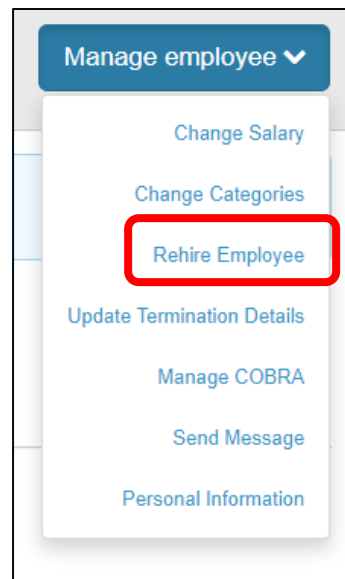 Manage employee
Change Salary
Change Categories
Rehire Employee
Update Termination Details
Manage COBRA
Send Message
Personal Information